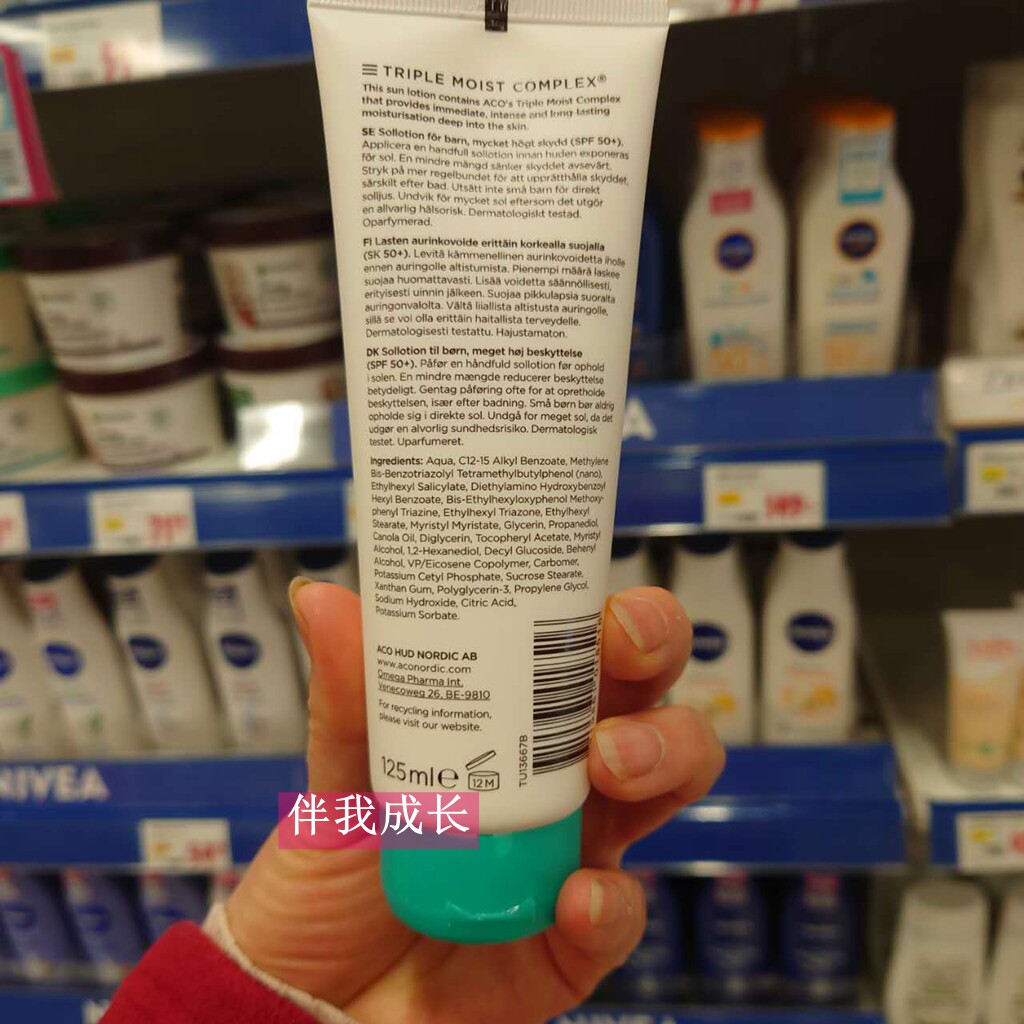 TRIPLE MOIST COMPLEX®
This sun lotion contains ACO's Triple Moist Complex
that provides immediate, intense and long-lasting
moisturisation deep into the skin.
SE Sollotion för barn, mycket högt skydd (SPF 50+).
Applicera en handfull sollotion innan huden exponeras
för sol. En mindre mängd sänker skyddet avsevärt.
Stryk på mer regelbundet för att upprätthålla skyddet,
särskilt efter bad. Utsätt inte små barn för direkt
solljus. Undvik för mycket sol eftersom det utgör
en allvarlig hälsorisk. Dermatologiskt testad.
Oparfymerad.
FI Lasten aurinkovoide erittäin korkealla suojalla
(SK 50+). Levitä kämmenellinen aurinkovoidetta iholle
ennen auringolle altistumista. Pienempi määrä laskee
suojaa huomattavasti. Lisää voidetta säännöllisesti,
erityisesti uinnin jälkeen. Suojaa pikkulapsia suoralta
auringonvalolta. Vältä liiallista altistusta auringolle,
sillä se voi olla erittäin haitallista terveydelle.
Dermatologisesti testattu. Hajustamaton.
DK Sollotion til børn, meget høj beskyttelse
(SPF 50+). Påfør en håndfuld sollotion før ophold
i solen. En mindre mængde reducerer beskyttelse
betydeligt. Gentag påføring ofte for at opretholde
beskyttelsen, især efter badning. Små børn bør aldrig
opholde sig i direkte sol. Undgå for meget sol, da det
udgør en alvorlig sundhedsrisiko. Dermatologisk
testet. Uparfumeret.
Ingredients: Aqua, C12-15 Alkyl Benzoate, Methylene
Bis-Benzotriazolyl Tetramethylbutylphenol (nano),
Ethylhexyl Salicylate, Diethylamino Hydroxybenzoyl
Hexyl Benzoate, Bis-Ethylhexyloxyphenol Methoxy-
phenyl Triazine, Ethylhexyl Triazone, Ethylhexyl
Stearate, Myristyl Myristate, Glycerin, Propanediol,
Canola Oil, Diglycerin, Tocopheryl Acetate, Myristyl
Alcohol, 1,2-Hexanediol, Decyl Glucoside, Behenyl
Alcohol, VP/Eicosene Copolymer, Carbomer,
Potassium Cetyl Phosphate, Sucrose Stearate,
Xanthan Gum, Polyglycerin-3, Propylene Glycol,
Sodium Hydroxide, Citric Acid,
Potassium Sorbate.
ACO HUD NORDIC AB
www.aconordic.com
Omega Pharma Int.
Venecoweg 26, BE-9810
For recycling information,
please visit our website.
125ml e
12M
TU13667B
伴我成长
NIVEA